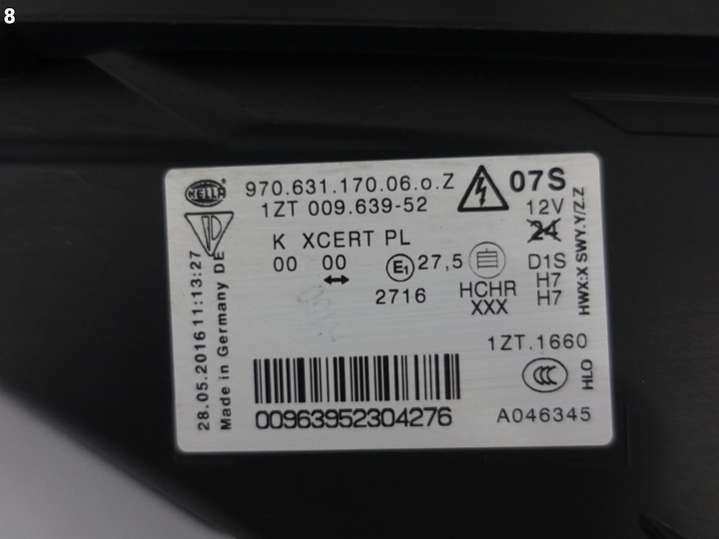 8
HELLA
970.631.170.06.o.Z
07S
1ZT 009.639-52
12V
24
K XCERT PL
00 00
E1
27,5
D1S
2716
HCHR
H7
XXX
H7
1ZT.1660
CCC
00963952304276
A046345
28.05.2016 11:13:27
Made in Germany DE
HWX:X SWY.Y/Z.Z
HLO